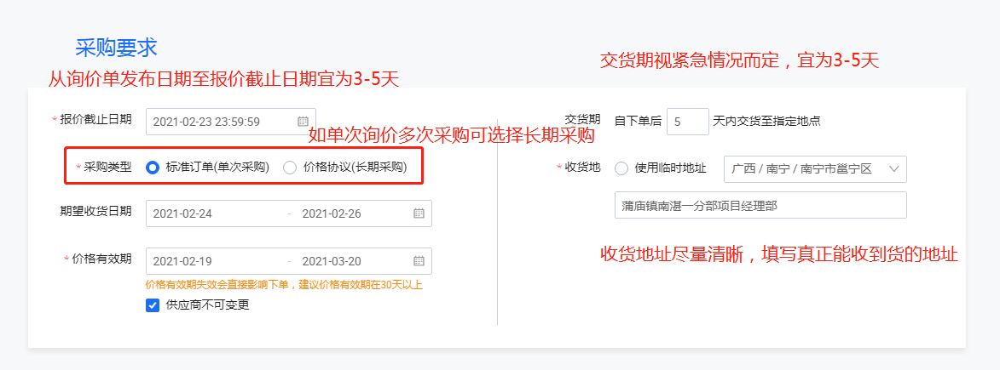 采购要求
交货期视紧急情况而定，宜为3-5天
从询价单发布日期至报价截止日期宜为3-5天
* 报价截止日期 2021-02-23 23:59:59
交货期 自下单后 5 天内交货至指定地点
如单次询价多次采购可选择长期采购
* 采购类型 标准订单(单次采购) 价格协议(长期采购)
* 收货地 使用临时地址 广西 / 南宁 / 南宁市邕宁区
期望收货日期 2021-02-24 - 2021-02-26
蒲庙镇南湛一分部项目经理部
* 价格有效期 2021-02-19 - 2021-03-20
收货地址尽量清晰，填写真正能收到货的地址
价格有效期失效会直接影响下单，建议价格有效期在30天以上
供应商不可变更